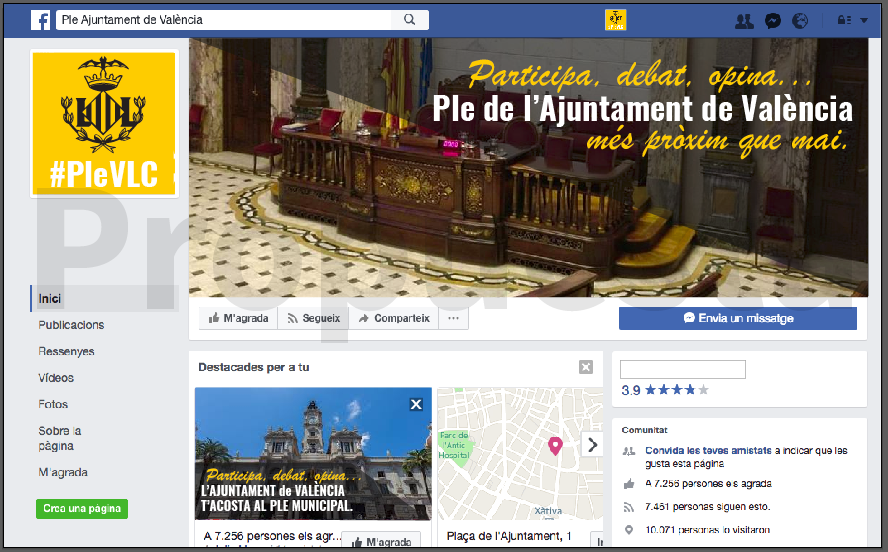 Ple Ajuntament de València
Participa, debat, opina...
Ple de l'Ajuntament de València
més pròxim que mai.
#PleVLC
Propuesta
Inici
Publicacions
Ressenyes
Vídeos
Fotos
Sobre la
pàgina
M'agrada
Crea una pàgina
M'agrada
Segueix
Comparteix
...
Envia un missatge
Destacades per a tu
Participa, debat, opina...
L'AJUNTAMENT de VALÈNCIA
T'ACOSTA AL PLE MUNICIPAL.
A 7.256 persones els agr...
M'agrada
Parc de
l'Antic
Hospital
Xàtiva
Plaça de l'Ajuntament, 1
3.9
Comunitat
Convida les teves amistats a indicar que les
gusta esta pàgina
A 7.256 persones els agrada
7.451 persones siguen esto.
10.071 personas lo visitaron.